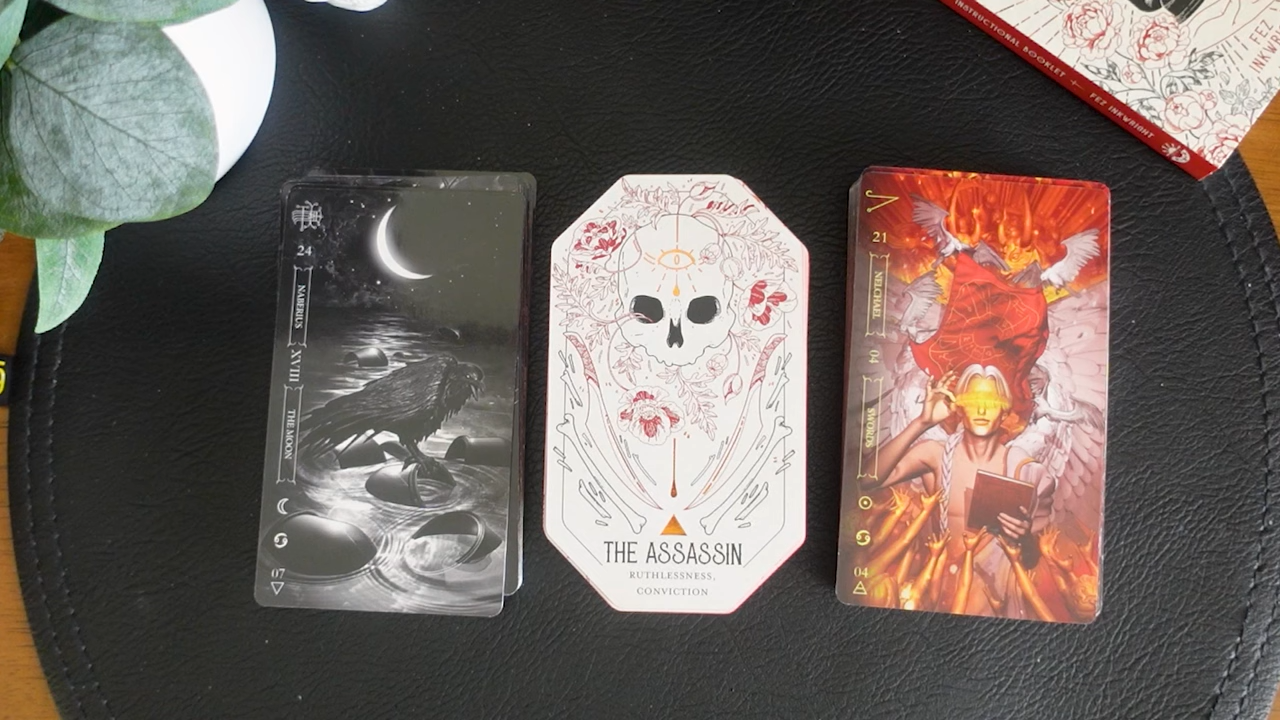 INSTRUCTIONAL BOOKLET
FEZ INKWRIGHT
FEZ
24
NABERIUS
XVIII
THE MOON
07
THE ASSASSIN
RUTHLESSNESS,
CONVICTION
21
NELCHAEL
04
SWORDS
04